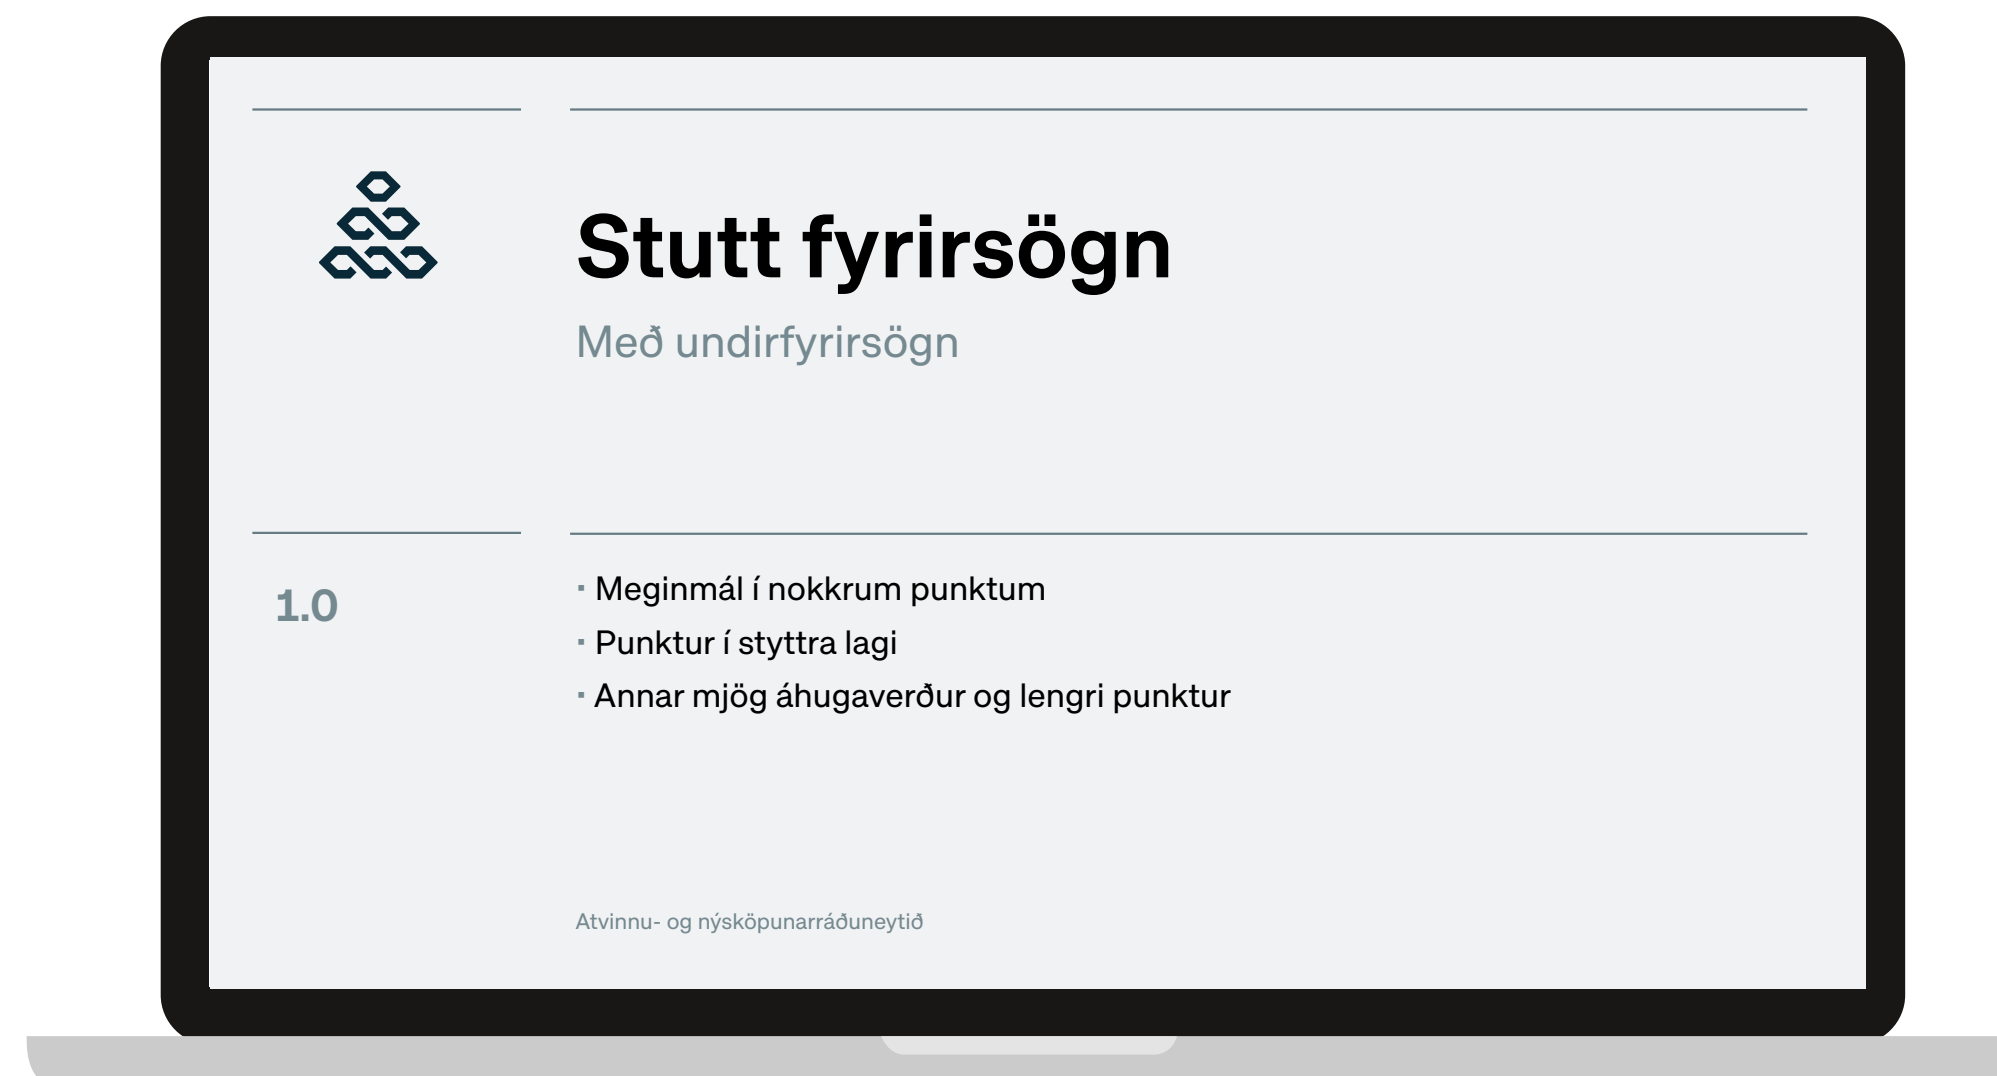 Stutt fyrirsögn
Með undirfyrirsögn
1.0
· Meginmál í nokkrum punktum
· Punktur í styttra lagi
· Annar mjög áhugaverður og lengri punktur
Atvinnu- og nýsköpunarráðuneytið